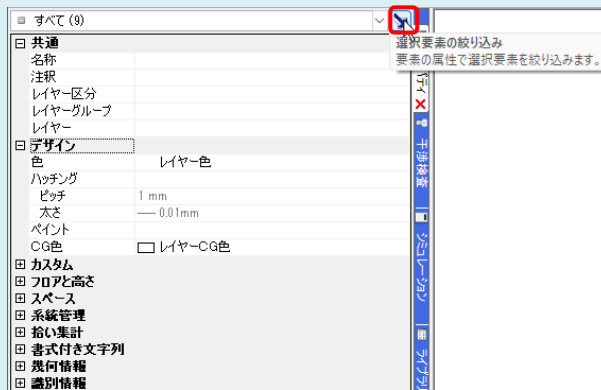 すべて (9)
選択要素の絞り込み
要素の属性で選択要素を絞り込みます。
共通
名称
注釈
レイヤー区分
レイヤーグループ
レイヤー
デザイン
色 レイヤー色
ハッチング
ピッチ 1 mm
太さ 0.01mm
ペイント
CG色 レイヤーCG色
カスタム
フロアと高さ
スペース
系統管理
拾い集計
書式付き文字列
幾何情報
識別情報
干渉検査
シミュレーション